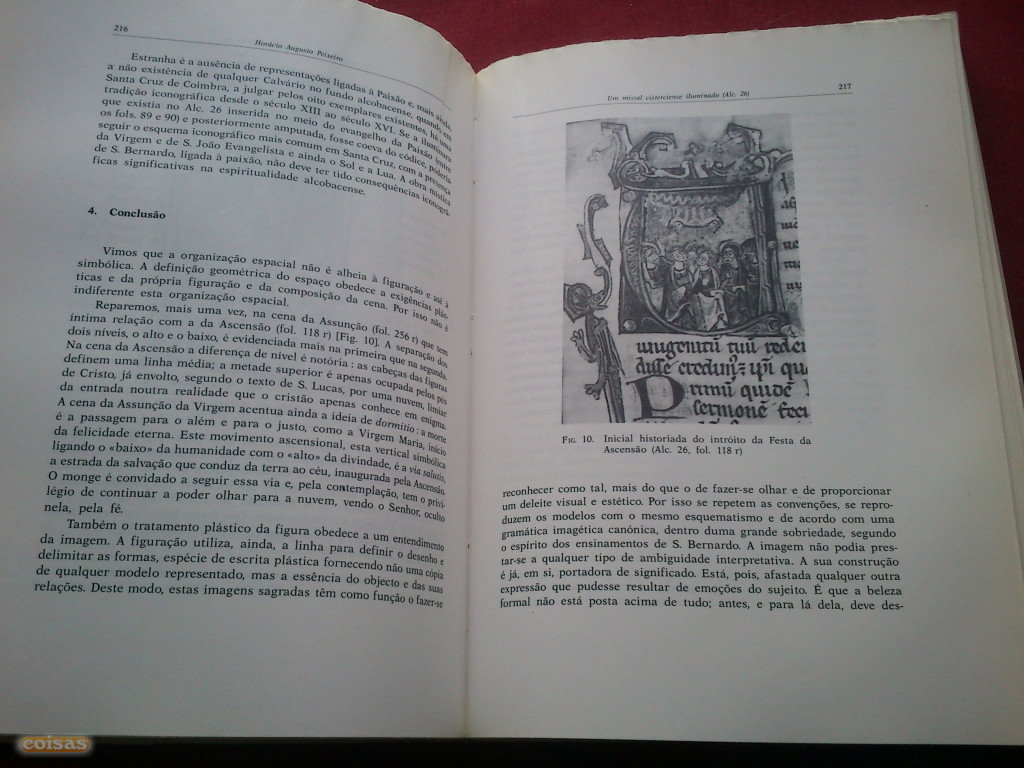 216
Horácio Augusto Peixeiro
Estranha é a ausência de representações ligadas à Paixão e, mais ainda,
a não existência de qualquer Calvário no fundo alcobacense, quando, em
Santa Cruz de Coimbra, a julgar pelos oito exemplares existentes, há uma
tradição iconográfica desde o século XIII ao século XVI. Se a iluminura
que existia no Alc. 26 inserida no meio do evangelho da Paixão (entre
os fols. 89 e 90) e posteriormente amputada, fosse coeva do códice, poderia
seguir o esquema iconográfico mais comum em Santa Cruz, com a presença
da Virgem e de S. João Evangelista e ainda o Sol e a Lua. A obra mística
de S. Bernardo, ligada à paixão, não deve ter tido consequências iconográ-
ficas significativas na espiritualidade alcobacense.
4. Conclusão
Vimos que a organização espacial não é alheia à figuração e até à
simbólica. A definição geométrica do espaço obedece a exigências plás-
ticas e da própria figuração e da composição da cena. Por isso não é
indiferente esta organização espacial.
Reparemos, mais uma vez, na cena da Assunção (fol. 256 r) que tem
íntima relação com a da Ascensão (fol. 118 r) [Fig. 10]. A separação dos
dois níveis, o alto e o baixo, é evidenciada mais na primeira que na segunda.
Na cena da Ascensão a diferença de nível é notória: as cabeças das figuras
definem uma linha média; a metade superior é apenas ocupada pelos pés
de Cristo, já envolto, segundo o texto de S. Lucas, por uma nuvem, limiar
da entrada noutra realidade que o cristão apenas conhece em enigma.
A cena da Assunção da Virgem acentua ainda a ideia de dormitio: a morte
é a passagem para o além e para o justo, como a Virgem Maria, início
da felicidade eterna. Este movimento ascensional, esta vertical simbólica
ligando o «baixo» da humanidade com o «alto» da divindade, é a via salutis,
a estrada da salvação que conduz da terra ao céu, inaugurada pela Ascensão.
O monge é convidado a seguir essa via e, pela contemplação, tem o privi-
légio de continuar a poder olhar para a nuvem, vendo o Senhor, oculto
nela, pela fé.
Também o tratamento plástico da figura obedece a um entendimento
da imagem. A figuração utiliza, ainda, a linha para definir o desenho e
delimitar as formas, espécie de escrita plástica fornecendo não uma cópia
de qualquer modelo representado, mas a essência do objecto e das suas
relações. Deste modo, estas imagens sagradas têm como função o fazer-se
Um missal cisterciense iluminado (Alc. 26)
217
unigenitũ tuũ redem
disse credimꝰ ipi qu
Primũ quidẽ
sermonẽ feci
Fig. 10. Inicial historiada do intróito da Festa da
Ascensão (Alc. 26, fol. 118 r)
reconhecer como tal, mais do que o de fazer-se olhar e de proporcionar
um deleite visual e estético. Por isso se repetem as convenções, se repro-
duzem os modelos com o mesmo esquematismo e de acordo com uma
gramática imagética canónica, dentro duma grande sobriedade, segundo
o espírito dos ensinamentos de S. Bernardo. A imagem não podia pres-
tar-se a qualquer tipo de ambiguidade interpretativa. A sua construção
é já, em si, portadora de significado. Está, pois, afastada qualquer outra
expressão que pudesse resultar de emoções do sujeito. É que a beleza
formal não está posta acima de tudo; antes, e para lá dela, deve des-
coisas